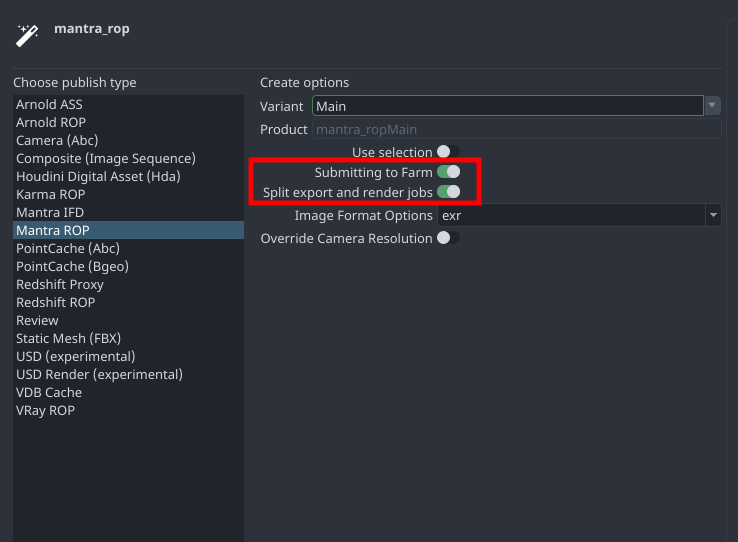 mantra_rop
Choose publish type
Arnold ASS
Arnold ROP
Camera (Abc)
Composite (Image Sequence)
Houdini Digital Asset (Hda)
Karma ROP
Mantra IFD
Mantra ROP
PointCache (Abc)
PointCache (Bgeo)
Redshift Proxy
Redshift ROP
Review
Static Mesh (FBX)
USD (experimental)
USD Render (experimental)
VDB Cache
VRay ROP
Create options
Variant Main
Product mantra_ropMain
Use selection
Submitting to Farm
Split export and render jobs
Image Format Options exr
Override Camera Resolution